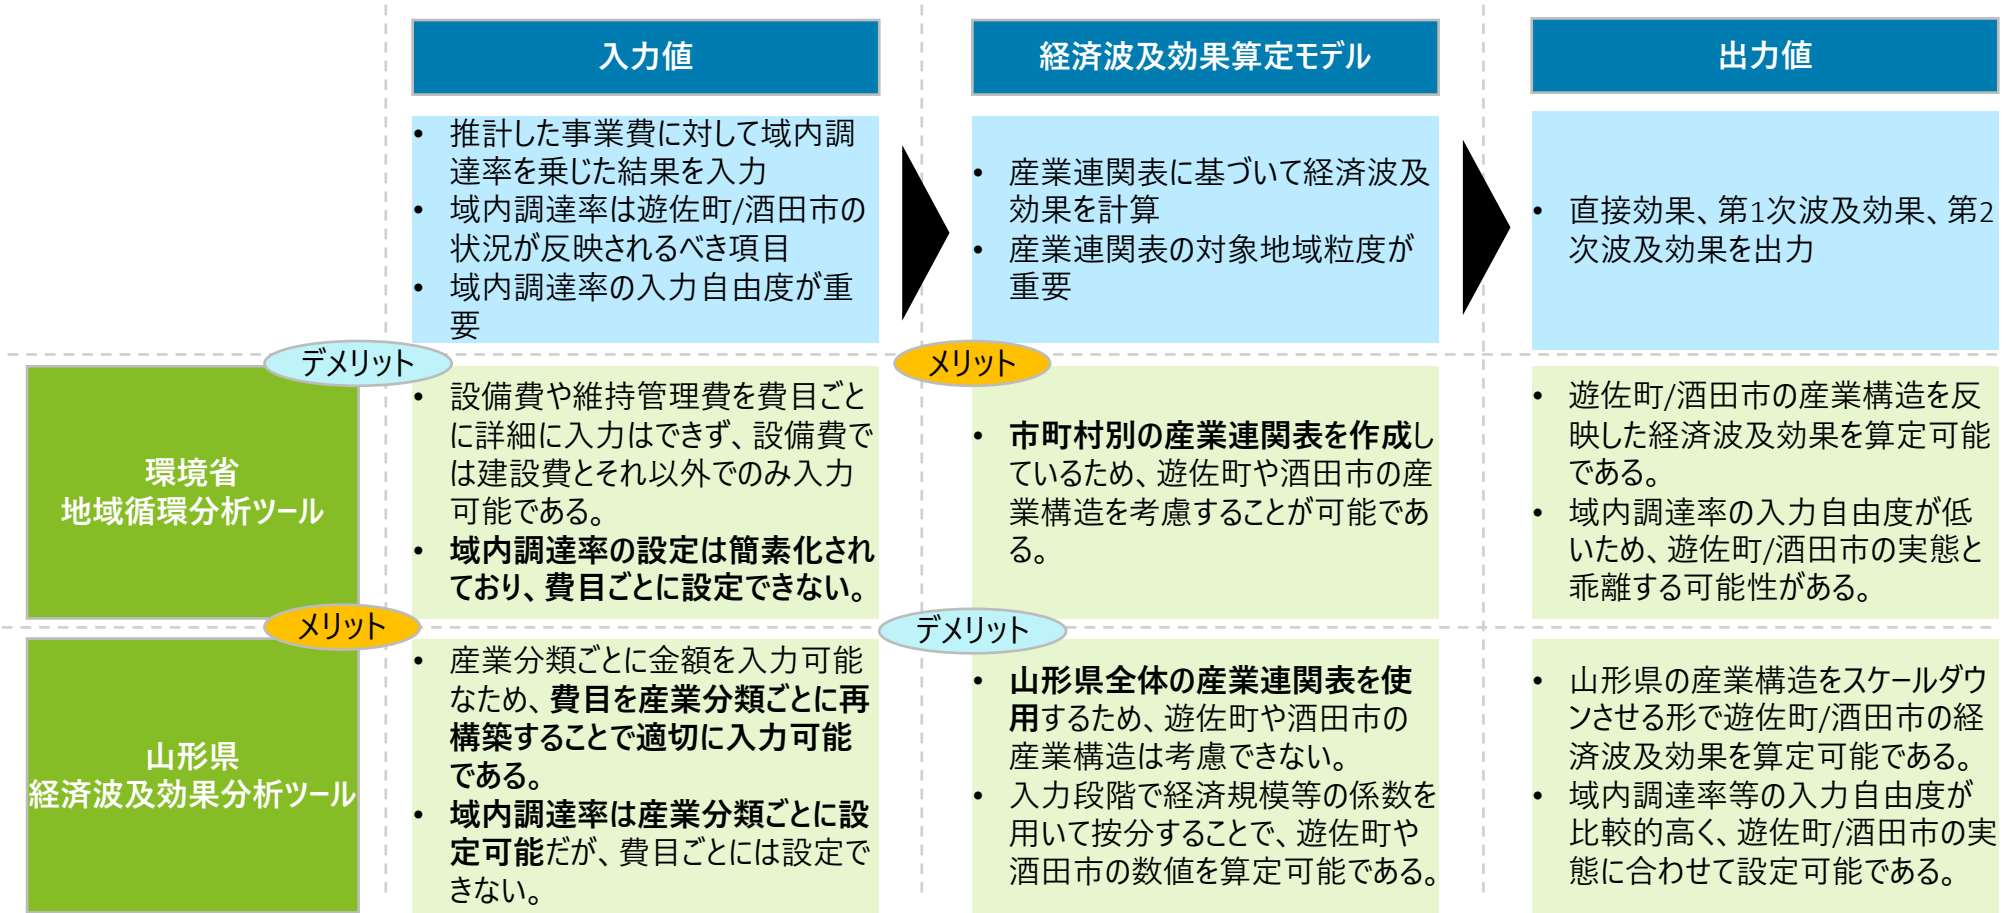 入力値
経済波及効果算定モデル
出力値
• 推計した事業費に対して域内調
達率を乗じた結果を入力
• 域内調達率は遊佐町/酒田市の
状況が反映されるべき項目
• 域内調達率の入力自由度が重
要
• 産業連関表に基づいて経済波及
効果を計算
• 産業連関表の対象地域粒度が
重要
• 直接効果、第1次波及効果、第2
次波及効果を出力
環境省
地域循環分析ツール
デメリット
• 設備費や維持管理費を費目ごと
に詳細に入力はできず、設備費で
は建設費とそれ以外でのみ入力
可能である。
• 域内調達率の設定は簡素化され
ており、費目ごとに設定できない。
メリット
• 市町村別の産業連関表を作成し
ているため、遊佐町や酒田市の産
業構造を考慮することが可能であ
る。
• 遊佐町/酒田市の産業構造を反
映した経済波及効果を算定可能
である。
• 域内調達率の入力自由度が低
いため、遊佐町/酒田市の実態と
乖離する可能性がある。
山形県
経済波及効果分析ツール
メリット
• 産業分類ごとに金額を入力可能
なため、費目を産業分類ごとに再
構築することで適切に入力可能
である。
• 域内調達率は産業分類ごとに設
定可能だが、費目ごとには設定で
きない。
デメリット
• 山形県全体の産業連関表を使
用するため、遊佐町や酒田市の
産業構造は考慮できない。
• 入力段階で経済規模等の係数を
用いて按分することで、遊佐町や
酒田市の数値を算定可能である。
• 山形県の産業構造をスケールダウ
ンさせる形で遊佐町/酒田市の経
済波及効果を算定可能である。
• 域内調達率等の入力自由度が
比較的高く、遊佐町/酒田市の実
態に合わせて設定可能である。